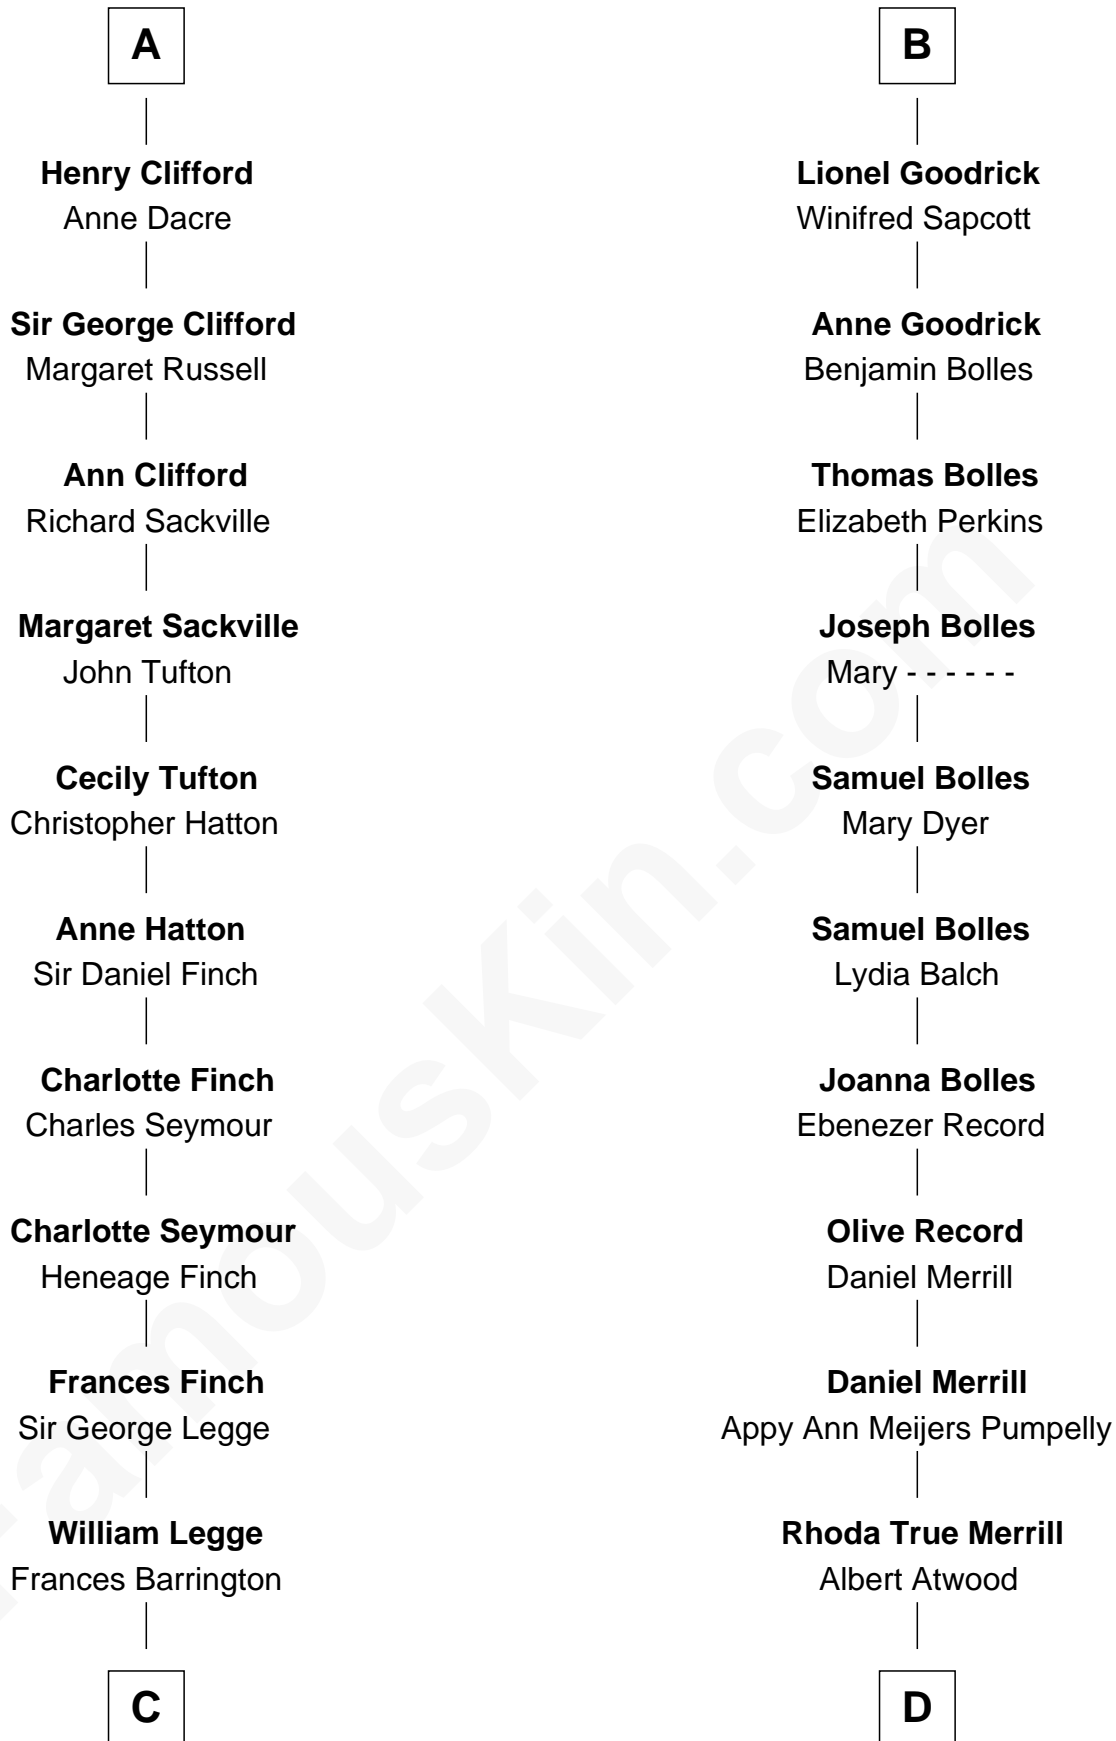 A
Henry Clifford
Anne Dacre
Sir George Clifford
Margaret Russell
Ann Clifford
Richard Sackville
Margaret Sackville
John Tufton
Cecily Tufton
Christopher Hatton
Anne Hatton
Sir Daniel Finch
Charlotte Finch
Charles Seymour
Charlotte Seymour
Heneage Finch
Frances Finch
Sir George Legge
William Legge
Frances Barrington
C
B
Lionel Goodrick
Winifred Sapcott
Anne Goodrick
Benjamin Bolles
Thomas Bolles
Elizabeth Perkins
Joseph Bolles
Mary - - - - - -
Samuel Bolles
Mary Dyer
Samuel Bolles
Lydia Balch
Joanna Bolles
Ebenezer Record
Olive Record
Daniel Merrill
Daniel Merrill
Appy Ann Meijers Pumpelly
Rhoda True Merrill
Albert Atwood
D
FamousKin.com